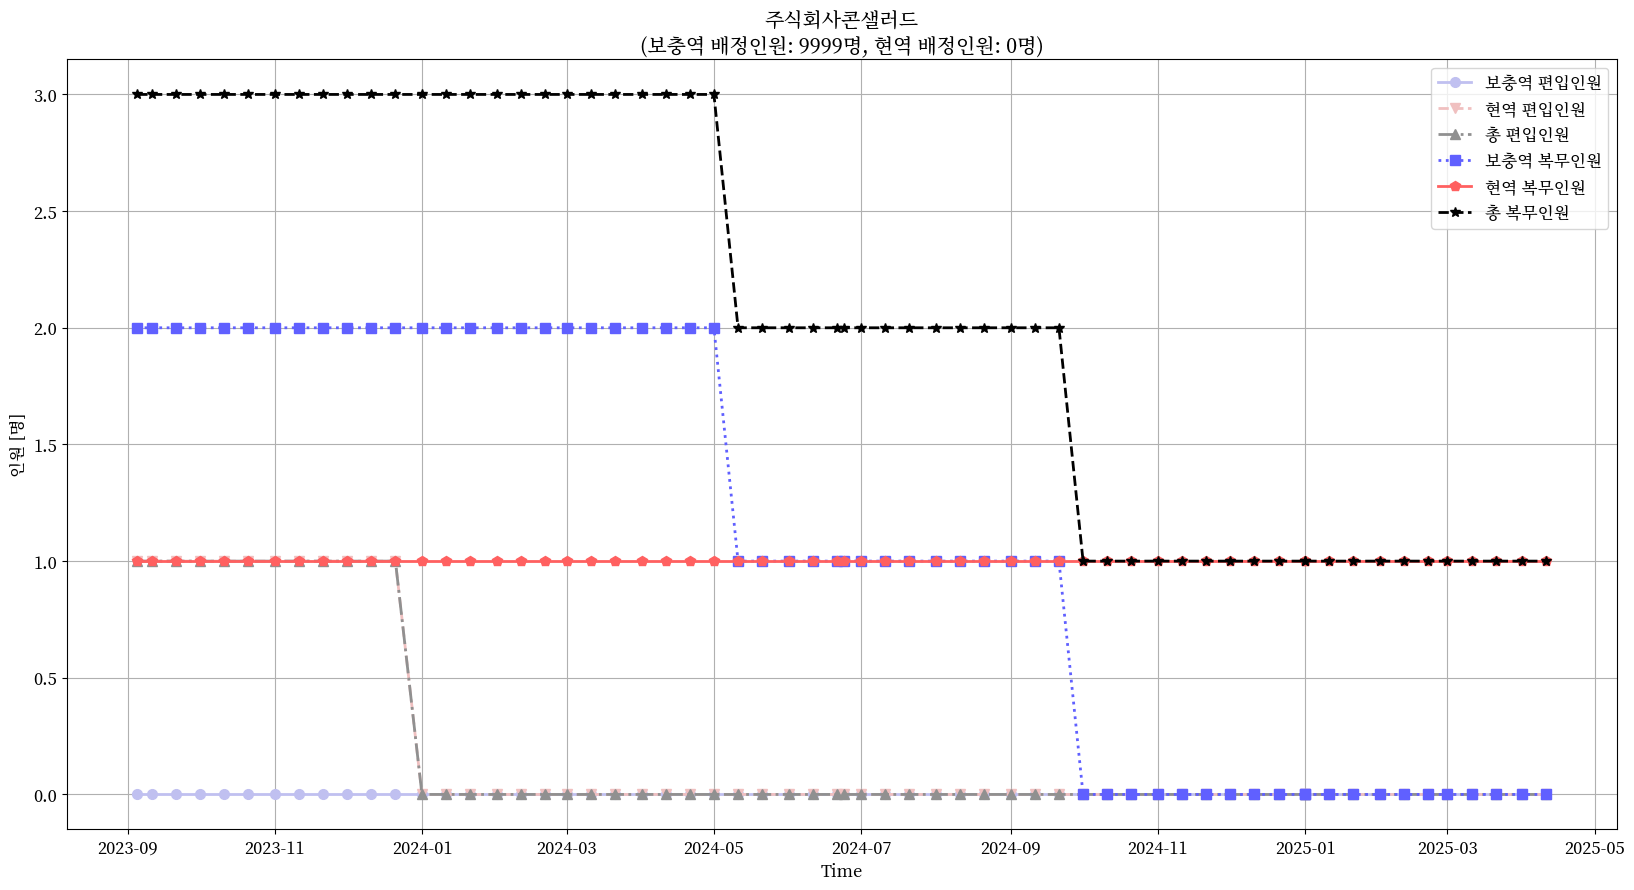 주식회사콘샐러드
(보충역 배정인원: 9999명, 현역 배정인원: 0명)
보충역 편입인원
현역 편입인원
총 편입인원
보충역 복무인원
현역 복무인원
총 복무인원
3.0
2.5
2.0
1.5
1.0
0.5
0.0
인원 [명]
2023-09
2023-11
2024-01
2024-03
2024-05
2024-07
2024-09
2024-11
2025-01
2025-03
2025-05
Time